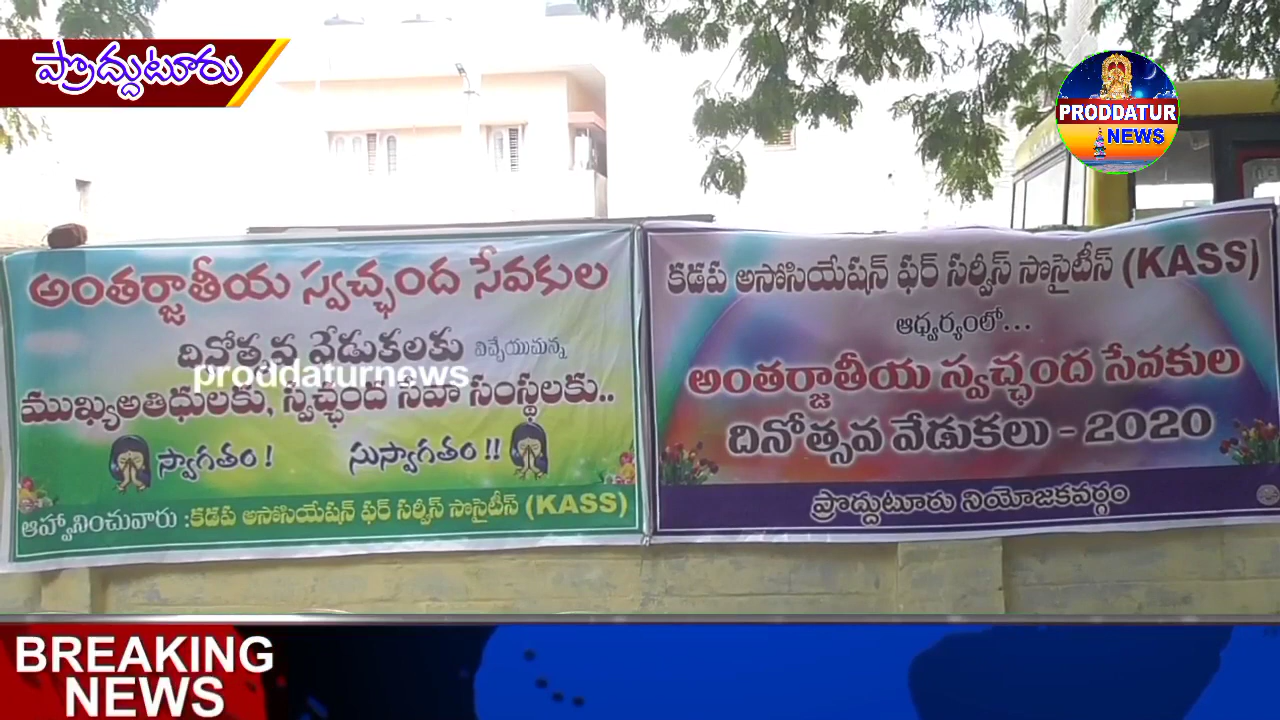 ప్రొద్దుటూరు
PRODDATUR
NEWS
అంతర్జాతీయ స్వచ్ఛంద సేవకుల
దినోత్సవ వేడుకలకు విచ్చేయుచున్న
proddaturnews
ముఖ్యఅతిథులకు, స్వచ్ఛంద సేవా సంస్థలకు..
స్వాగతం ! సుస్వాగతం !!
ఆహ్వానించువారు :కడప అసోసియేషన్ ఫర్ సర్వీస్ సొసైటీస్ (KASS)
కడప అసోసియేషన్ ఫర్ సర్వీస్ సొసైటీస్ (KASS)
ఆధ్వర్యంలో...
అంతర్జాతీయ స్వచ్ఛంద సేవకుల
దినోత్సవ వేడుకలు - 2020
ప్రొద్దుటూరు నియోజకవర్గం
BREAKING
NEWS